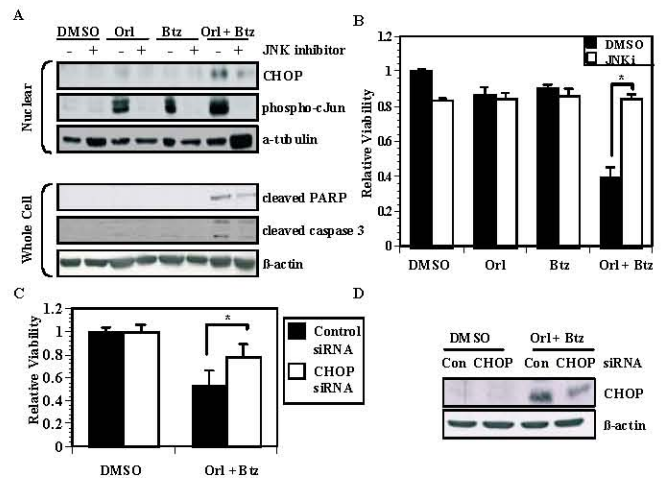 A
DMSO Orl Btz Orl + Btz
- + - + - + - + JNK inhibitor
Nuclear
CHOP
phospho-cJun
a-tubulin
Whole Cell
cleaved PARP
cleaved caspase 3
ß-actin
B
Relative Viability
1.2
1
0.8
0.6
0.4
0.2
0
DMSO
JNKi
*
DMSO Orl Btz Orl + Btz
C
Relative Viability
1.2
1
0.8
0.6
0.4
0.2
0
*
Control
siRNA
CHOP
siRNA
DMSO Orl + Btz
D
DMSO Orl + Btz
Con CHOP Con CHOP siRNA
CHOP
ß-actin